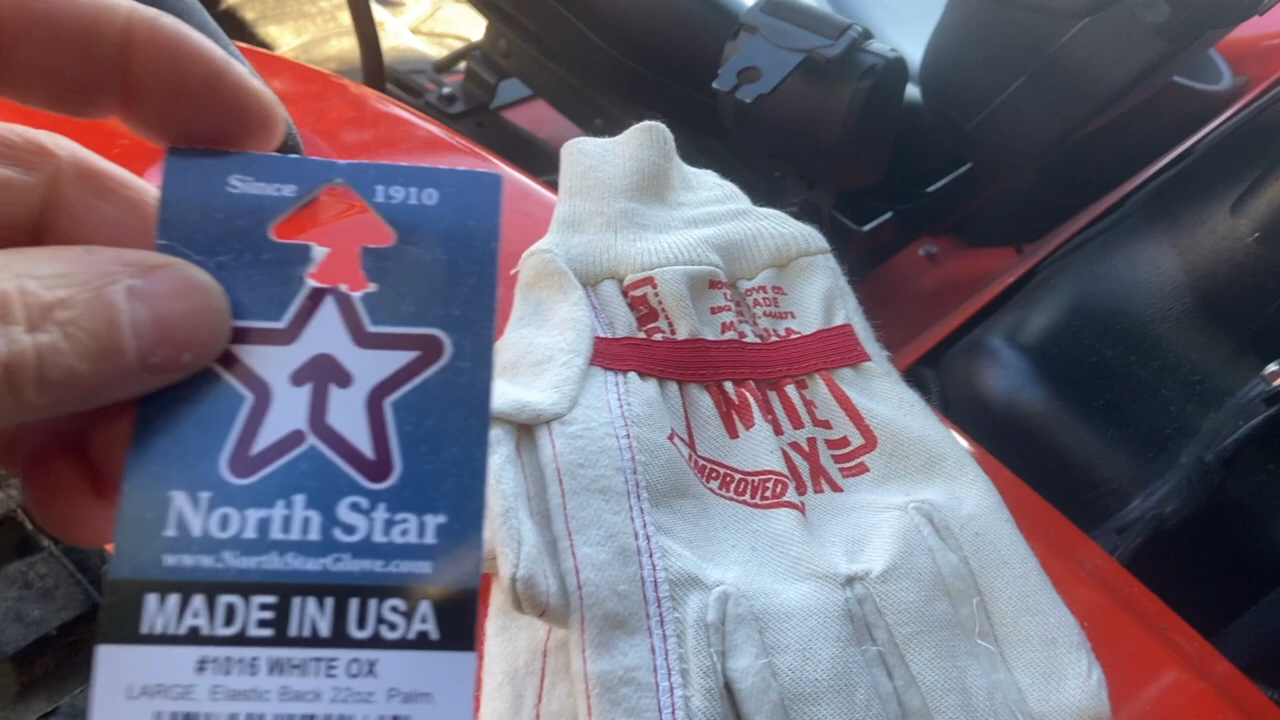 Since 1910
North Star
www.NorthStarGlove.com
MADE IN USA
#1016 WHITE OX
LARGE, Elastic Back 22oz. Palm
WHITE
OX
IMPROVED